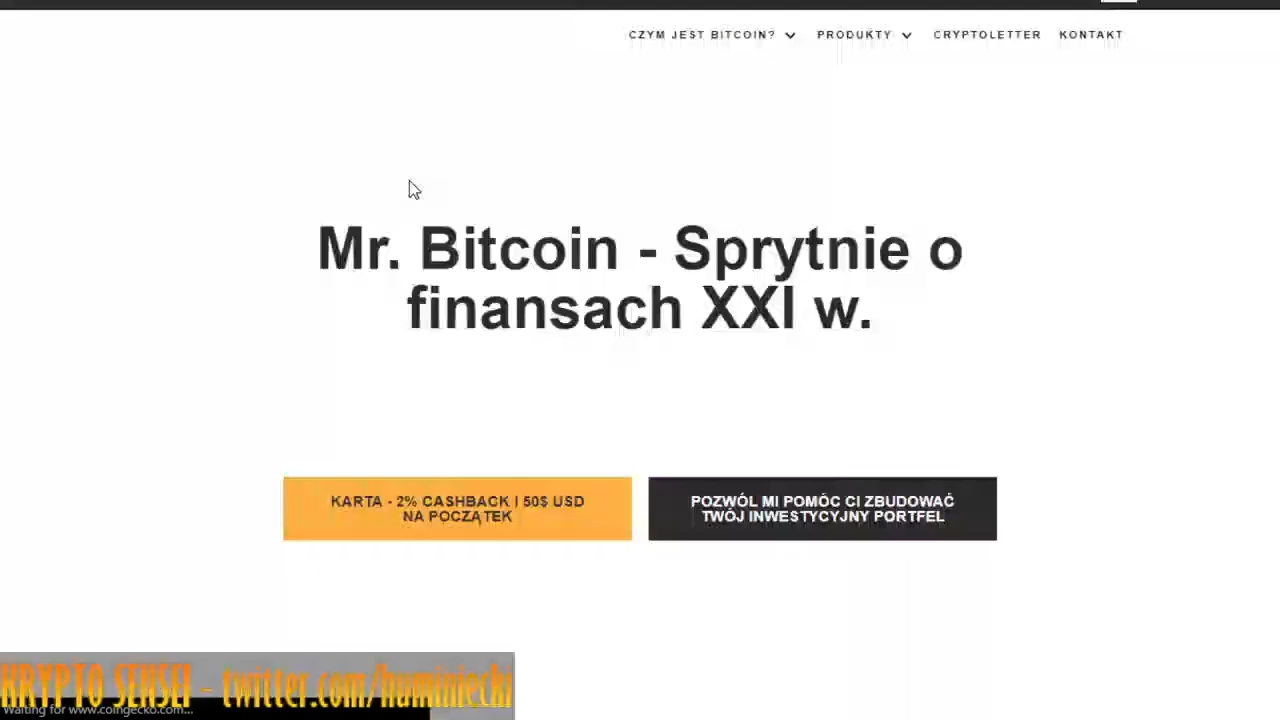 CZYM JEST BITCOIN? PRODUKTY CRYPTOLETTER KONTAKT
Mr. Bitcoin - Sprytnie o
finansach XXI w.
KARTA - 2% CASHBACK I 50$ USD
NA POCZĄTEK
POZWÓL MI POMÓC CI ZBUDOWAĆ
TWÓJ INWESTYCYJNY PORTFEL
KRYPTO SENSEI - twitter.com/huminiecki
Waiting for www.coingecko.com...